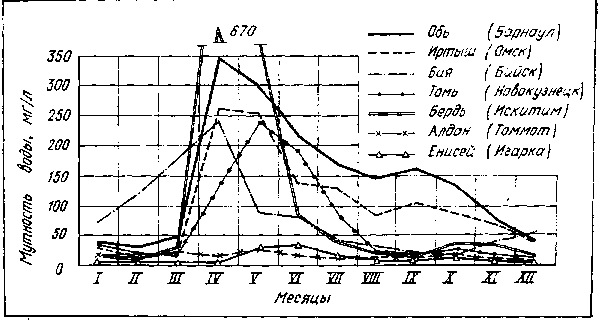 670
Обь (Барнаул)
Иртыш (Омск)
Бия (Бийск)
Томь (Новокузнецк)
Бердь (Искитим)
Алдан (Томмот)
Енисей (Игарка)
Мутность воды, мг/л
350
300
250
200
150
100
50
0
I II III IV V VI VII VIII IX X XI XII
Месяцы